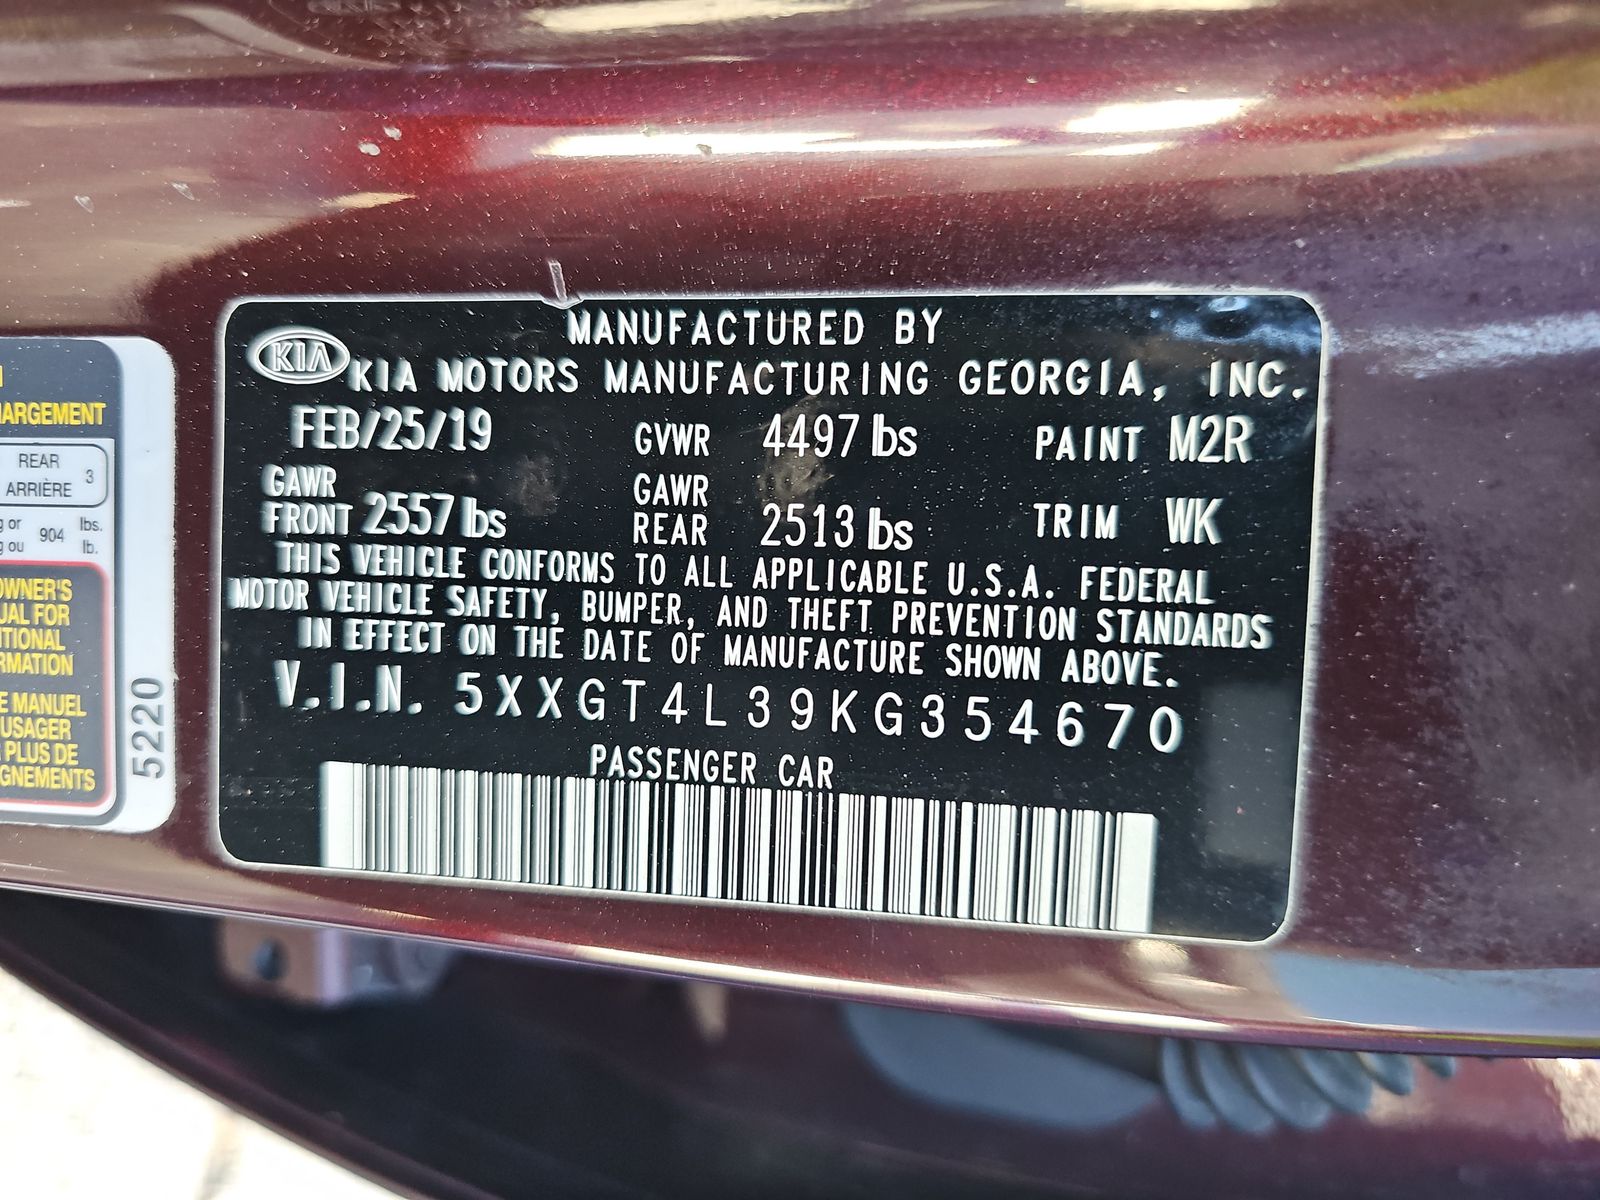 MANUFACTURED BY
KIA
KIA MOTORS MANUFACTURING GEORGIA, INC.
FEB/25/19 GVWR 4497 lbs PAINT M2R
GAWR FRONT 2557 lbs GAWR REAR 2513 lbs TRIM WK
THIS VEHICLE CONFORMS TO ALL APPLICABLE U.S.A. FEDERAL
MOTOR VEHICLE SAFETY, BUMPER, AND THEFT PREVENTION STANDARDS
IN EFFECT ON THE DATE OF MANUFACTURE SHOWN ABOVE.
V.I.N. 5XXGT4L39KG354670
PASSENGER CAR
ARGEMENT
REAR 3
ARRIÈRE
g or 904 lbs.
g ou lb.
OWNER'S
UAL FOR
ITIONAL
RMATION
E MANUEL
USAGER
PLUS DE
GNEMENTS
5220